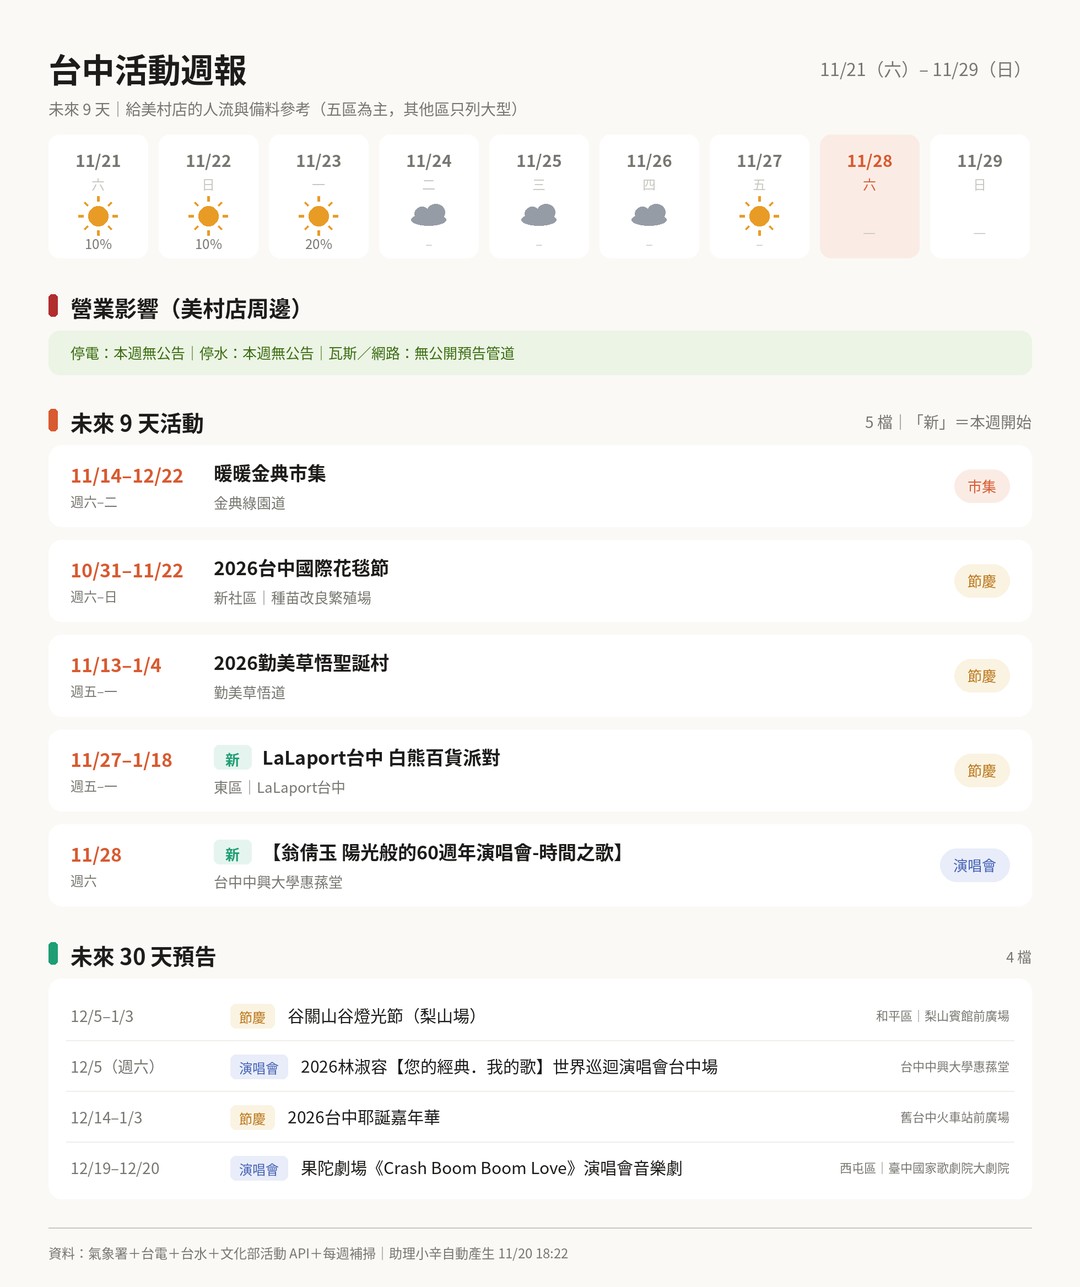 台中活動週報
11/21（六）– 11/29（日）
未來 9 天｜給美村店的人流與備料參考（五區為主，其他區只列大型）
11/21 11/22 11/23 11/24 11/25 11/26 11/27 11/28 11/29
六 日 一 二 三 四 五 六 日
10% 10% 20% – – – – — —
營業影響（美村店周邊）
停電：本週無公告｜停水：本週無公告｜瓦斯／網路：無公開預告管道
未來 9 天活動
5 檔｜「新」＝本週開始
11/14–12/22 暖暖金典市集
週六–二 金典綠園道
市集
10/31–11/22 2026台中國際花毯節
週六–日 新社區｜種苗改良繁殖場
節慶
11/13–1/4 2026勤美草悟聖誕村
週五–一 勤美草悟道
節慶
11/27–1/18 新 LaLaport台中 白熊百貨派對
週五–一 東區｜LaLaport台中
節慶
11/28 新 【翁倩玉 陽光般的60週年演唱會-時間之歌】
週六 台中中興大學惠蓀堂
演唱會
未來 30 天預告
4 檔
12/5–1/3 節慶 谷關山谷燈光節（梨山場） 和平區｜梨山賓館前廣場
12/5（週六） 演唱會 2026林淑容【您的經典．我的歌】世界巡迴演唱會台中場 台中中興大學惠蓀堂
12/14–1/3 節慶 2026台中耶誕嘉年華 舊台中火車站前廣場
12/19–12/20 演唱會 果陀劇場《Crash Boom Boom Love》演唱會音樂劇 西屯區｜臺中國家歌劇院大劇院
資料：氣象署＋台電＋台水＋文化部活動 API＋每週補掃｜助理小辛自動產生 11/20 18:22